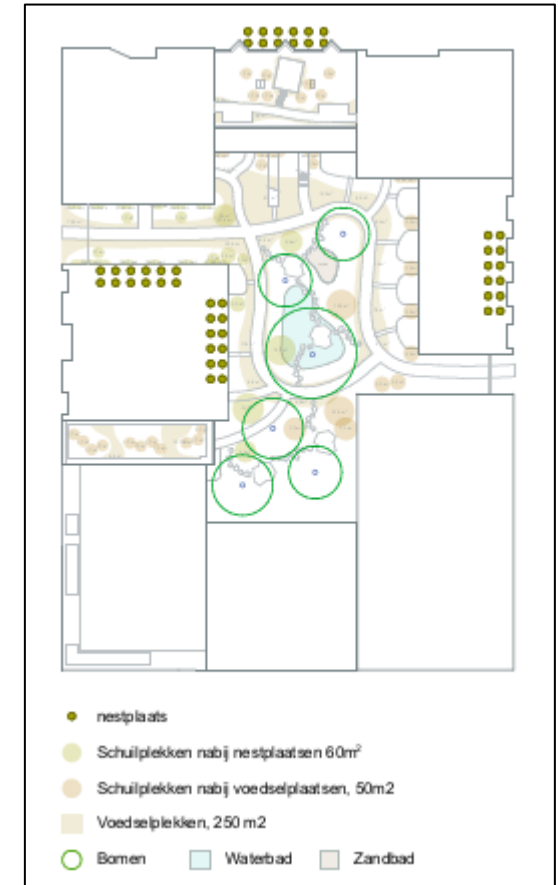 nestplaats
Schuilplekken nabij nestplaatsen 60m²
Schuilplekken nabij voedselplaatsen, 50m2
Voedselplekken, 250 m2
Bomen Waterbad Zandbad